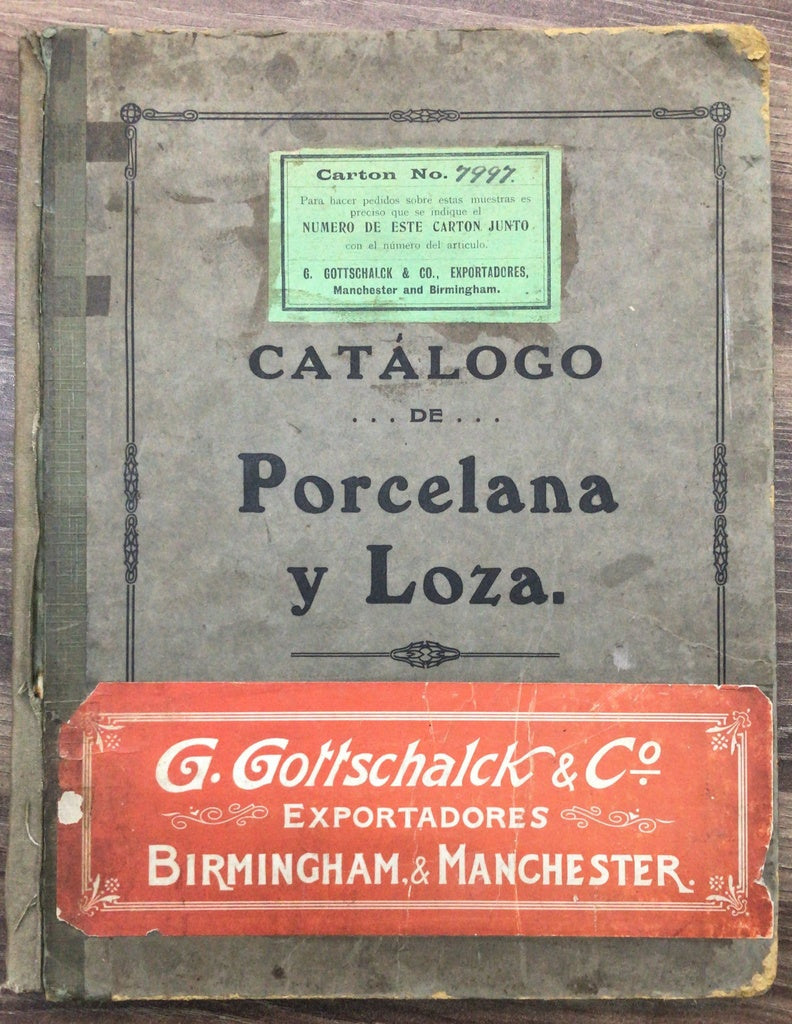 Carton No. 7997.
Para hacer pedidos sobre estas muestras es
preciso que se indique el
NUMERO DE ESTE CARTON JUNTO
con el número del artículo.
G. GOTTSCHALCK & CO., EXPORTADORES,
Manchester and Birmingham.
CATÁLOGO
... DE ...
Porcelana
y Loza.
G. Gottschalck & Cº
EXPORTADORES
BIRMINGHAM, & MANCHESTER.